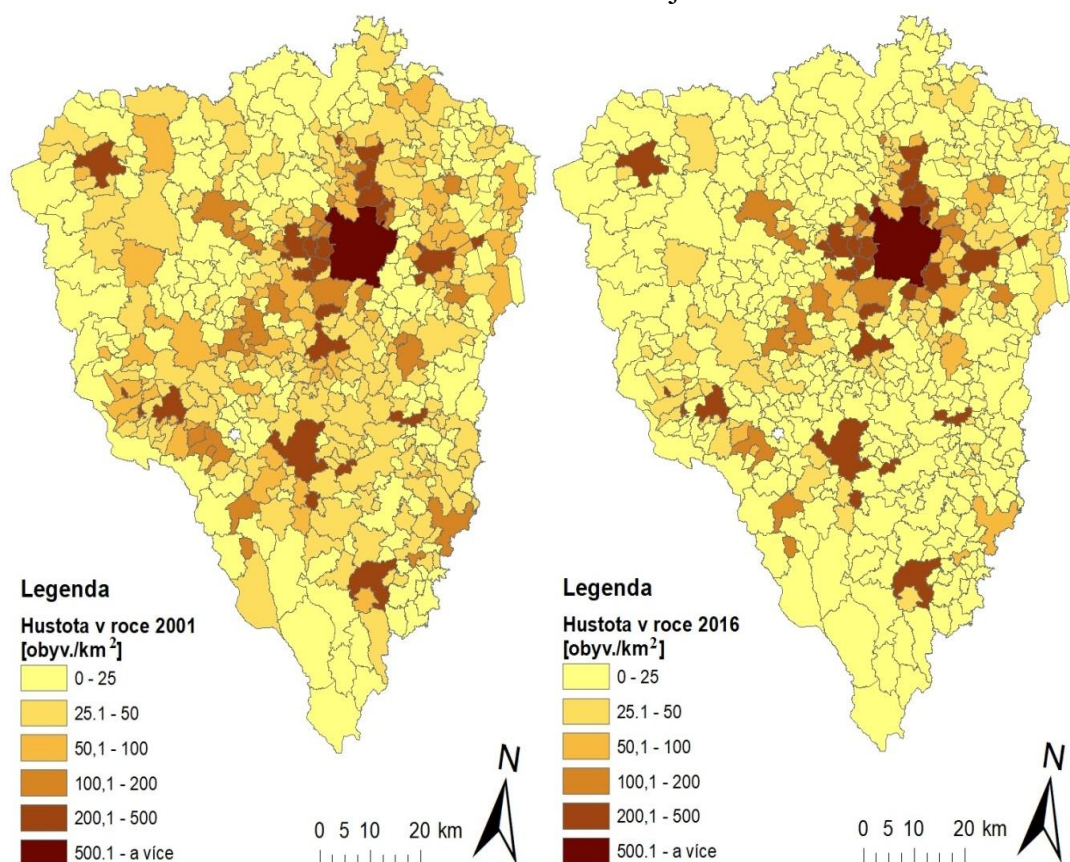 Legenda
Hustota v roce 2001
[obyv./km²]
0 - 25
25.1 - 50
50,1 - 100
100,1 - 200
200,1 - 500
500.1 - a více
N
0 5 10 20 km
Legenda
Hustota v roce 2016
[obyv./km²]
0 - 25
25.1 - 50
50,1 - 100
100,1 - 200
200,1 - 500
500.1 - a více
N
0 5 10 20 km